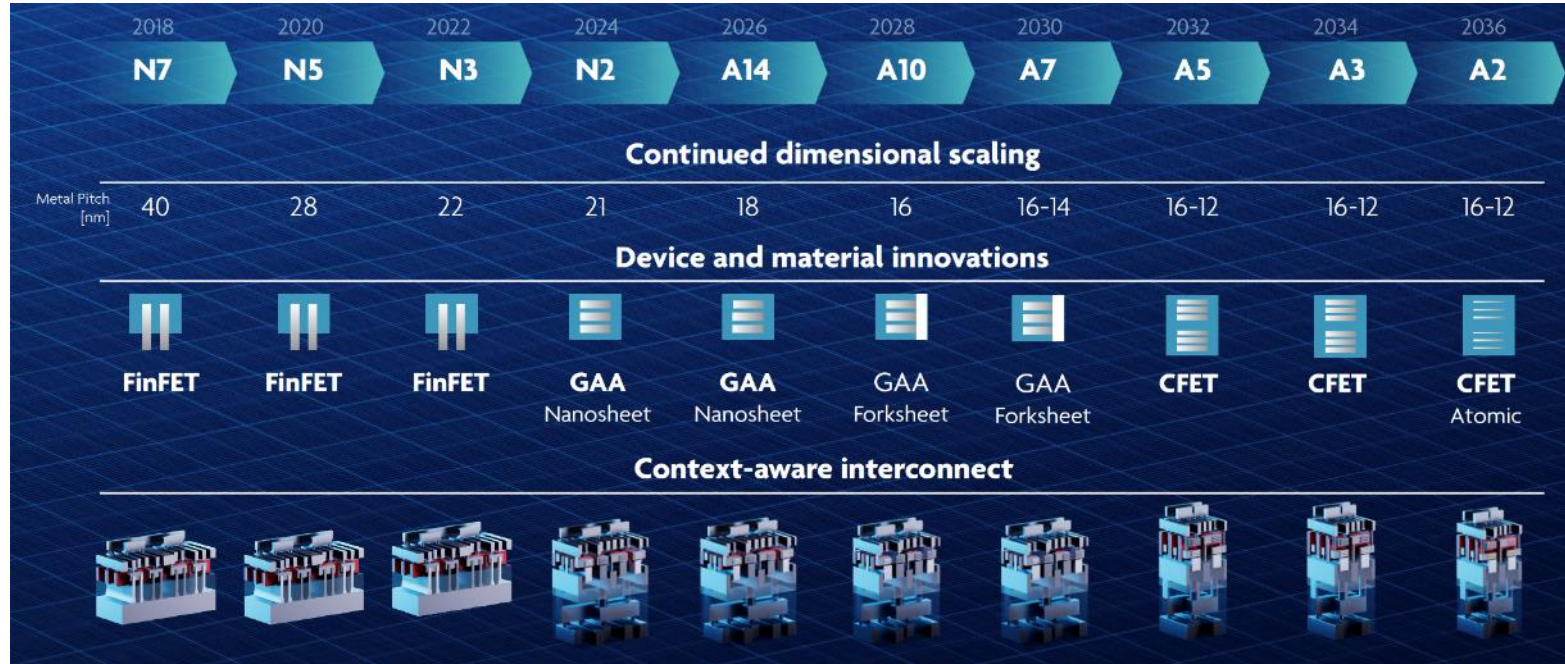 2018 2020 2022 2024 2026 2028 2030 2032 2034 2036
N7 N5 N3 N2 A14 A10 A7 A5 A3 A2
Continued dimensional scaling
Metal Pitch
[nm]
40 28 22 21 18 16 16-14 16-12 16-12 16-12
Device and material innovations
FinFET FinFET FinFET GAA GAA GAA GAA CFET CFET CFET
Nanosheet Nanosheet Forksheet Forksheet Atomic
Context-aware interconnect